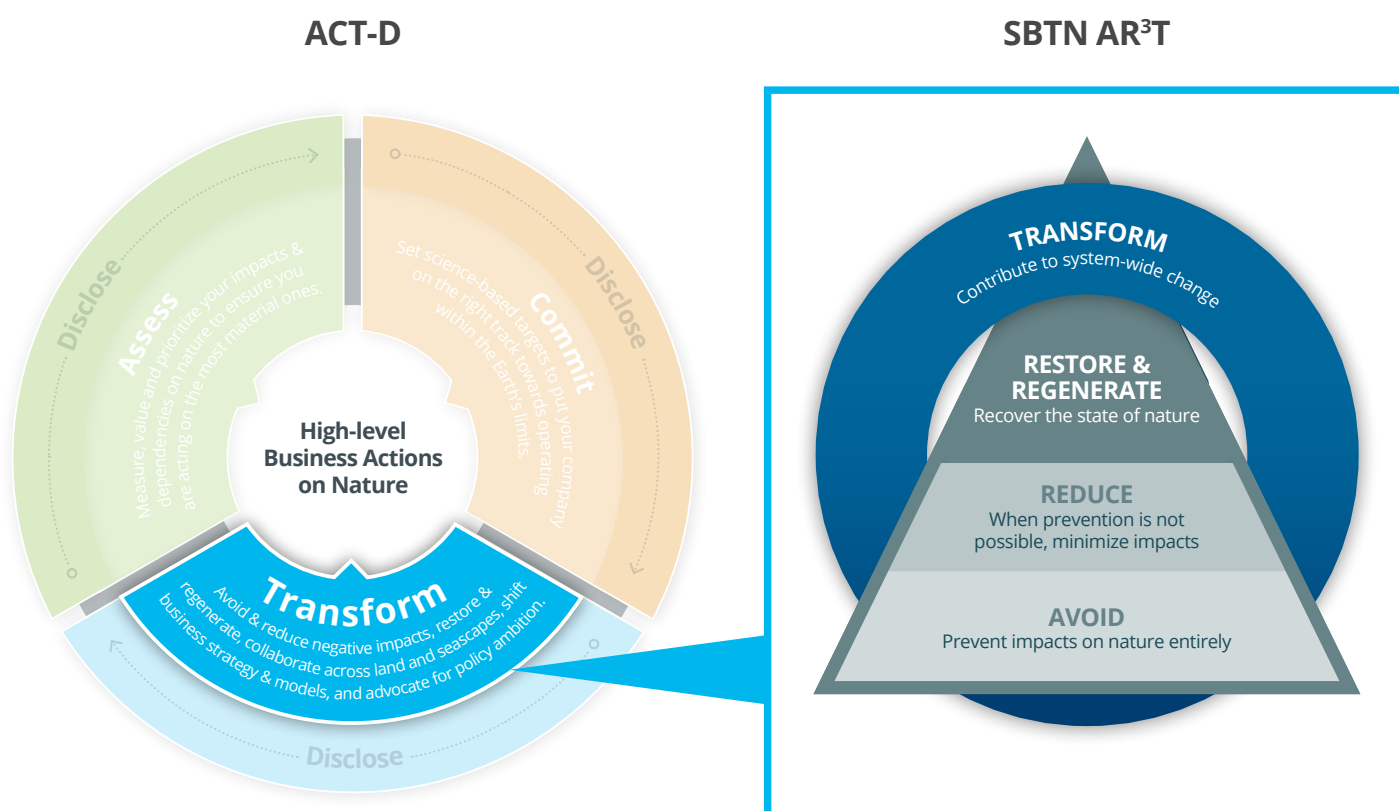 ACT-D
SBTN AR³T
Disclose
Assess
Measure, value and prioritize your impacts &
dependencies on nature to ensure you
are acting on the most material ones.
Disclose
Commit
Set science-based targets to put your company
on the right track towards operating
within the Earth's limits.
High-level
Business Actions
on Nature
Transform
Avoid & reduce negative impacts, restore &
regenerate, collaborate across land and seascapes, shift
business strategy & models, and advocate for policy ambition.
Disclose
TRANSFORM
Contribute to system-wide change
RESTORE &
REGENERATE
Recover the state of nature
REDUCE
When prevention is not
possible, minimize impacts
AVOID
Prevent impacts on nature entirely